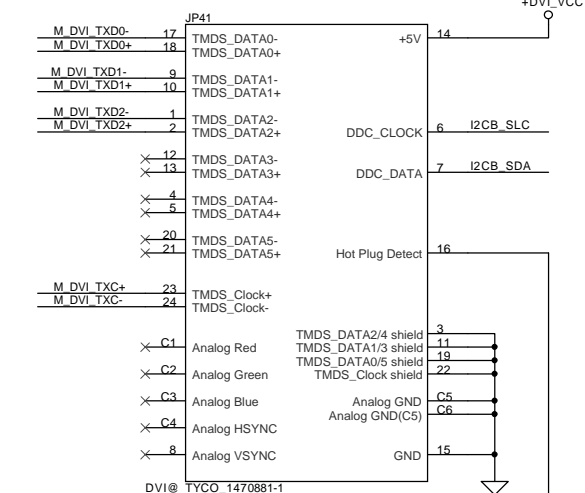 +DVI_VCC
JP41
M_DVI_TXD0- 17 TMDS_DATA0- +5V 14
M_DVI_TXD0+ 18 TMDS_DATA0+
M_DVI_TXD1- 9 TMDS_DATA1-
M_DVI_TXD1+ 10 TMDS_DATA1+
M_DVI_TXD2- 1 TMDS_DATA2-
M_DVI_TXD2+ 2 TMDS_DATA2+ DDC_CLOCK 6 I2CB_SLC
12 TMDS_DATA3-
13 TMDS_DATA3+ DDC_DATA 7 I2CB_SDA
4 TMDS_DATA4-
5 TMDS_DATA4+
20 TMDS_DATA5-
21 TMDS_DATA5+ Hot Plug Detect 16
M_DVI_TXC+ 23 TMDS_Clock+
M_DVI_TXC- 24 TMDS_Clock-
TMDS_DATA2/4 shield 3
C1 Analog Red TMDS_DATA1/3 shield 11
TMDS_DATA0/5 shield 19
C2 Analog Green TMDS_Clock shield 22
C3 Analog Blue Analog GND C5
Analog GND(C5) C6
C4 Analog HSYNC
8 Analog VSYNC GND 15
DVI@ TYCO_1470881-1